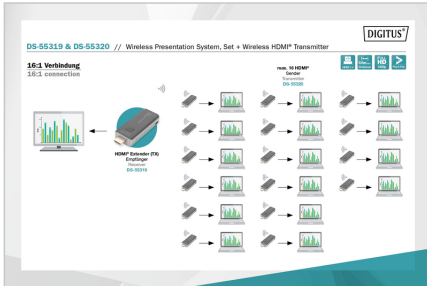 DIGITUS®
DS-55319 & DS-55320 // Wireless Presentation System, Set + Wireless HDMI® Transmitter
16:1 Verbindung
16:1 connection
max. 16 HDMI®
Sender
Transmitter
DS-55320
HDMI® Extender (TX)
Empfänger
Receiver
DS-55319